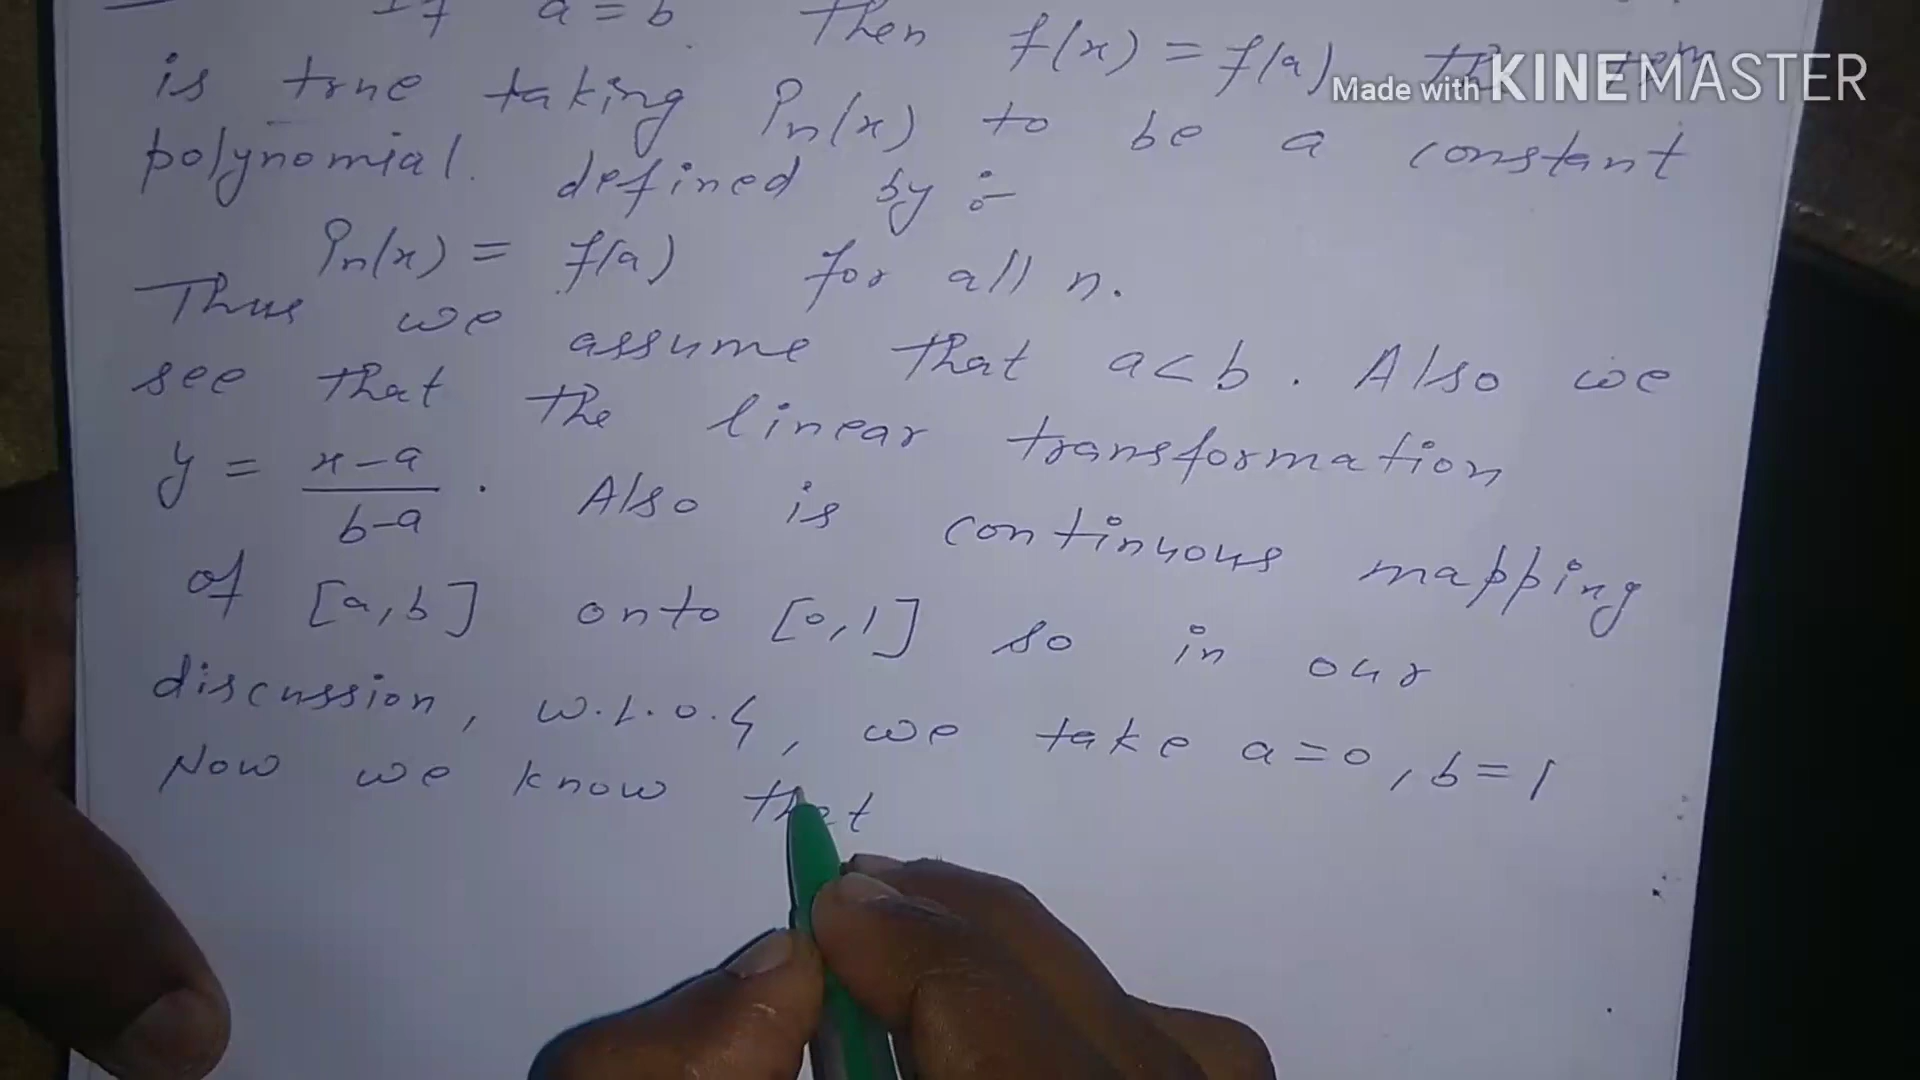 If a = b then f(x) = f(a)
Made with KINEMASTER
is true taking Pn(x) to be a constant
polynomial. defined by :-
Pn(x) = f(a) for all n.
Thus we assume that a < b. Also we
see that the linear transformation
y = x-a / b-a . Also is continuous mapping
of [a,b] onto [0,1] so in our
discussion, w.l.o.g, we take a = 0, b = 1
Now we know that